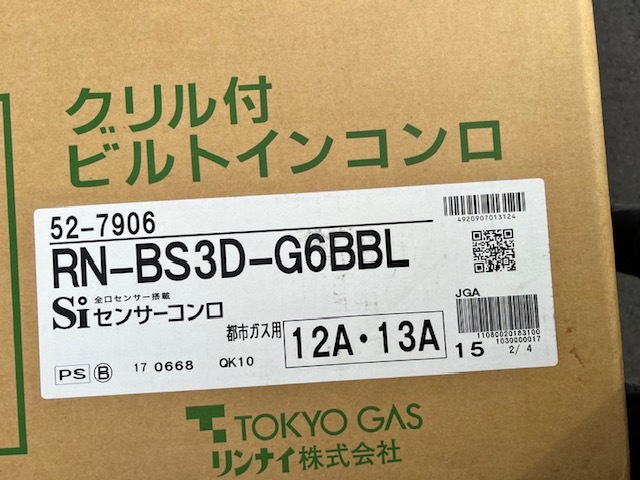 クリル付
ビルトインコンロ
52-7906
4920907013124
RN-BS3D-G6BBL
Si 全口センサー搭載
センサーコンロ
都市ガス用
12A・13A
JGA
11080020183100
1030000017
15 2/4
PS B 17 0668 QK10
TOKYO GAS
リンナイ株式会社